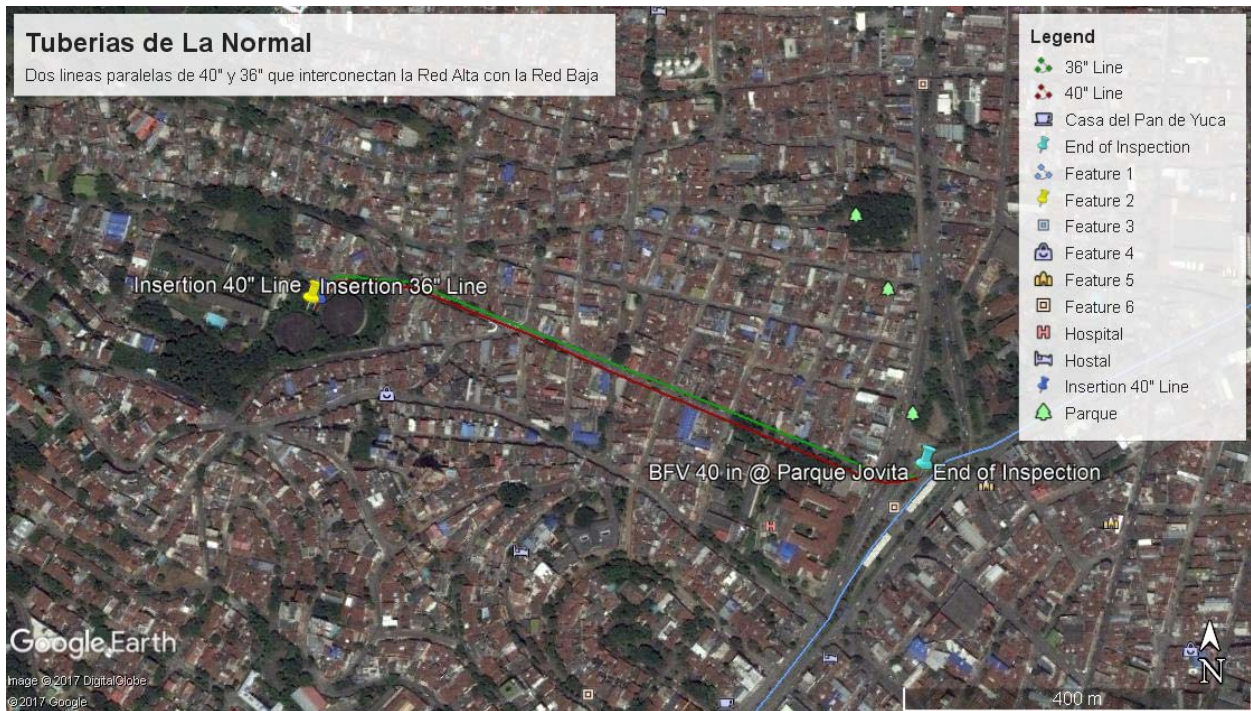 Tuberias de La Normal
Dos lineas paralelas de 40" y 36" que interconectan la Red Alta con la Red Baja
Legend
36" Line
40" Line
Casa del Pan de Yuca
End of Inspection
Feature 1
Feature 2
Feature 3
Feature 4
Feature 5
Feature 6
Hospital
Hostal
Insertion 40" Line
Parque
Insertion 40" Line
Insertion 36" Line
BFV 40 in @ Parque Jovita
End of Inspection
Google Earth
Image © 2017 DigitalGlobe
© 2017 Google
N
400 m